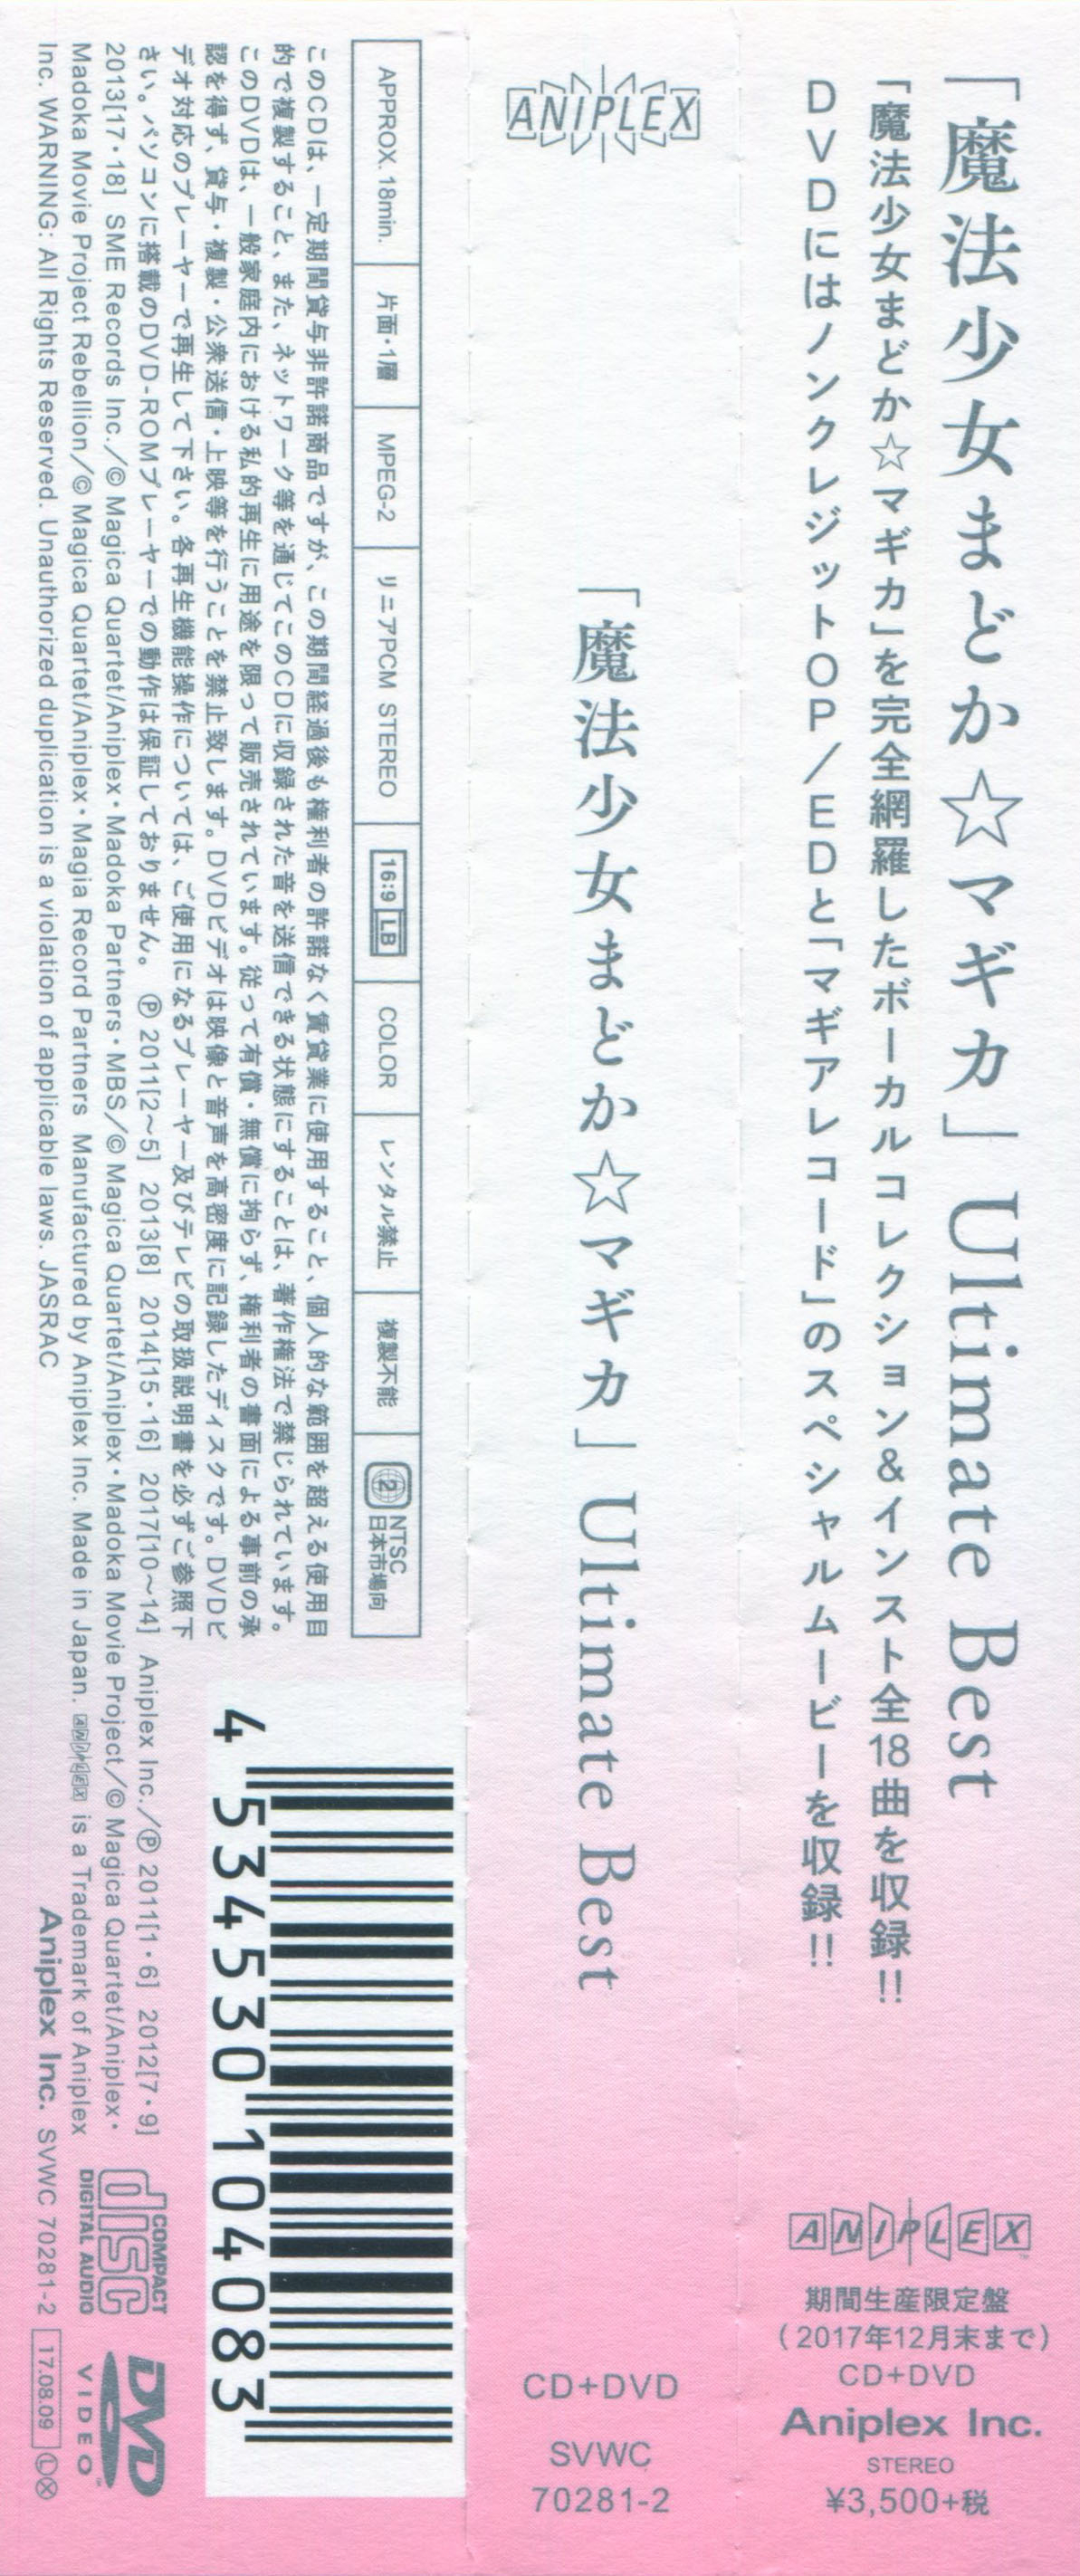 「魔法少女まどか☆マギカ」Ultimate Best
「魔法少女まどか☆マギカ」を完全網羅したボーカルコレクション&インスト全18曲を収録!!
DVDにはノンクレジットOP/EDと「マギアレコード」のスペシャルムービーを収録!!
ANIPLEX
期間生産限定盤
(2017年12月末まで)
CD+DVD
Aniplex Inc.
STEREO
¥3,500+税
ANIPLEX
「魔法少女まどか☆マギカ」Ultimate Best
CD+DVD
SVWC
70281-2
APPROX. 18min.
片面・1層
MPEG-2
リニアPCM STEREO
16:9 LB
COLOR
レンタル禁止
複製不能
2 NTSC
日本市場向
このCDは、一定期間貸与非許諾商品ですが、この期間経過後も権利者の許諾なく賃貸業に使用すること、個人的な範囲を超える使用目
的で複製すること、また、ネットワーク等を通じてこのCDに収録された音を送信できる状態にすることは、著作権法で禁じられています。
このDVDは、一般家庭内における私的再生に用途を限って販売されています。従って有償・無償に拘らず、権利者の書面による事前の承
認を得ず、貸与・複製・公衆送信・上映等を行うことを禁止致します。DVDビデオは映像と音声を高密度に記録したディスクです。DVDビ
デオ対応のプレーヤーで再生して下さい。各再生機能操作については、ご使用になるプレーヤー及びテレビの取扱説明書を必ずご参照下
さい。パソコンに搭載のDVD-ROMプレーヤーでの動作は保証しておりません。 Ⓟ 2011[2〜5] 2013[8] 2014[15・16] 2017[10〜14] Aniplex Inc./Ⓟ 2011[1・6] 2012[7・9]
2013[17・18] SME Records Inc./© Magica Quartet/Aniplex・Madoka Partners・MBS/© Magica Quartet/Aniplex・Madoka Movie Project/© Magica Quartet/Aniplex・
Madoka Movie Project Rebellion/© Magica Quartet/Aniplex・Magia Record Partners Manufactured by Aniplex Inc. Made in Japan. ANIPLEX is a Trademark of Aniplex
Inc. WARNING: All Rights Reserved. Unauthorized duplication is a violation of applicable laws. JASRAC
Aniplex Inc. SVWC 70281-2 17.08.09 Ⓛ Ⓧ
4 534530 104083
COMPACT
disc
DIGITAL AUDIO
DVD
VIDEO